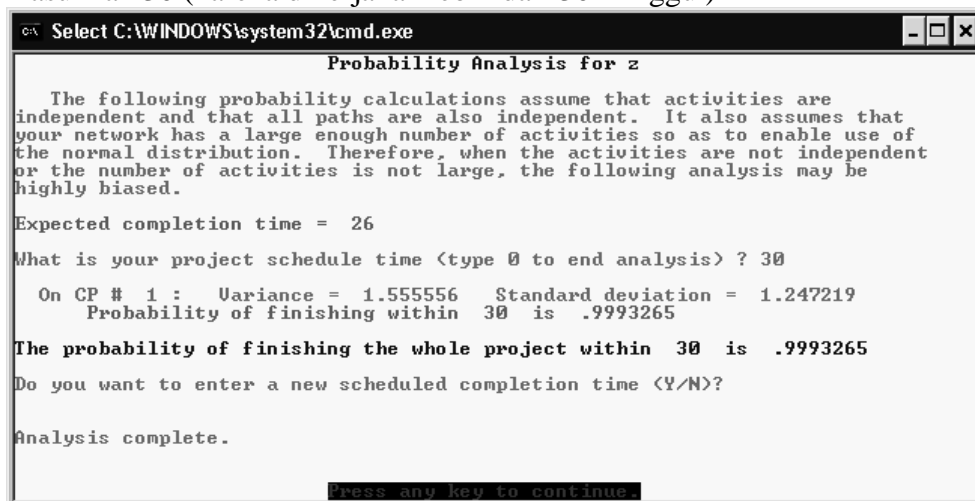 Select C:\WINDOWS\system32\cmd.exe
Probability Analysis for z
The following probability calculations assume that activities are
independent and that all paths are also independent. It also assumes that
your network has a large enough number of activities so as to enable use of
the normal distribution. Therefore, when the activities are not independent
or the number of activities is not large, the following analysis may be
highly biased.
Expected completion time = 26
What is your project schedule time (type 0 to end analysis) ? 30
On CP # 1 : Variance = 1.555556 Standard deviation = 1.247219
Probability of finishing within 30 is .9993265
The probability of finishing the whole project within 30 is .9993265
Do you want to enter a new scheduled completion time (Y/N)?
Analysis complete.
Press any key to continue.